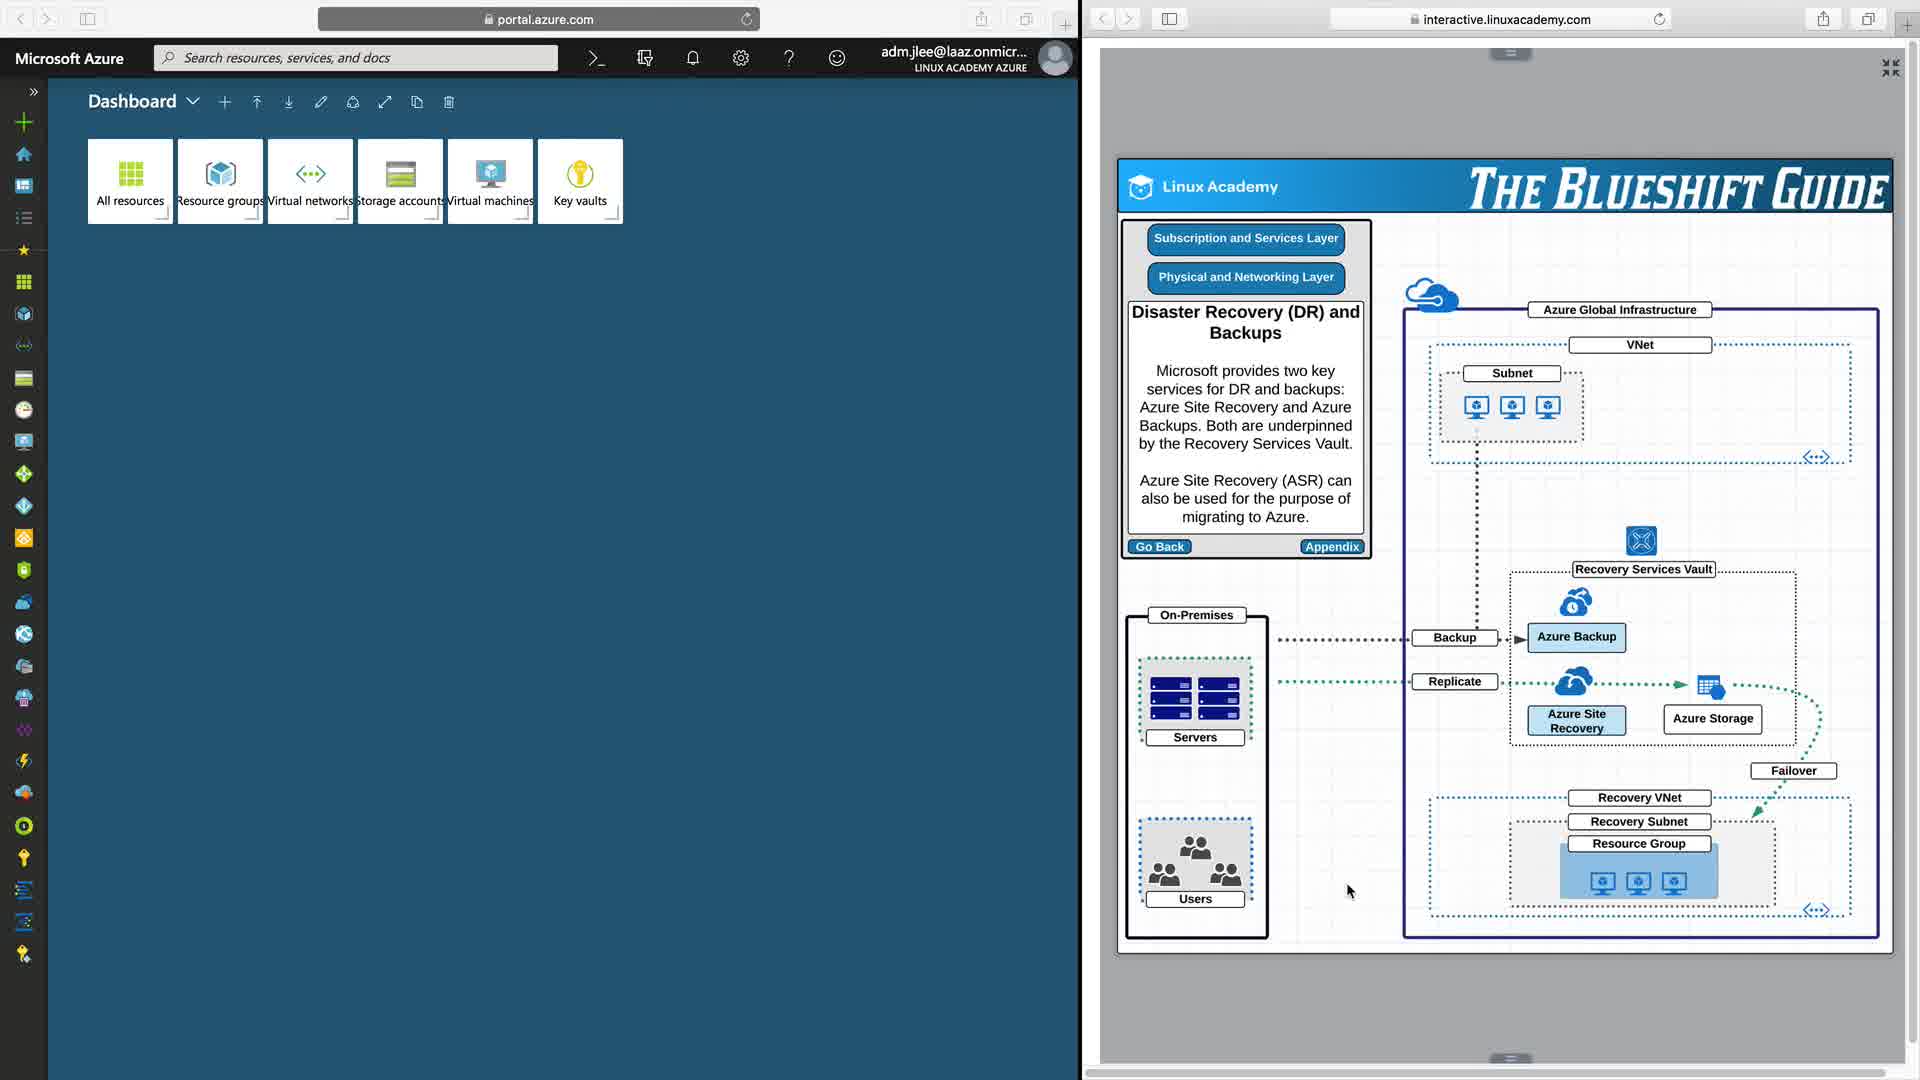 portal.azure.com
interactive.linuxacademy.com
Microsoft Azure
Search resources, services, and docs
adm.jlee@laaz.onmicr...
LINUX ACADEMY AZURE
Dashboard
All resources
Resource groups
Virtual networks
Storage accounts
Virtual machines
Key vaults
Linux Academy
THE BLUESHIFT GUIDE
Subscription and Services Layer
Physical and Networking Layer
Disaster Recovery (DR) and
Backups
Microsoft provides two key
services for DR and backups:
Azure Site Recovery and Azure
Backups. Both are underpinned
by the Recovery Services Vault.
Azure Site Recovery (ASR) can
also be used for the purpose of
migrating to Azure.
Go Back
Appendix
Azure Global Infrastructure
VNet
Subnet
Recovery Services Vault
On-Premises
Backup
Azure Backup
Replicate
Azure Site
Recovery
Azure Storage
Servers
Failover
Recovery VNet
Recovery Subnet
Resource Group
Users